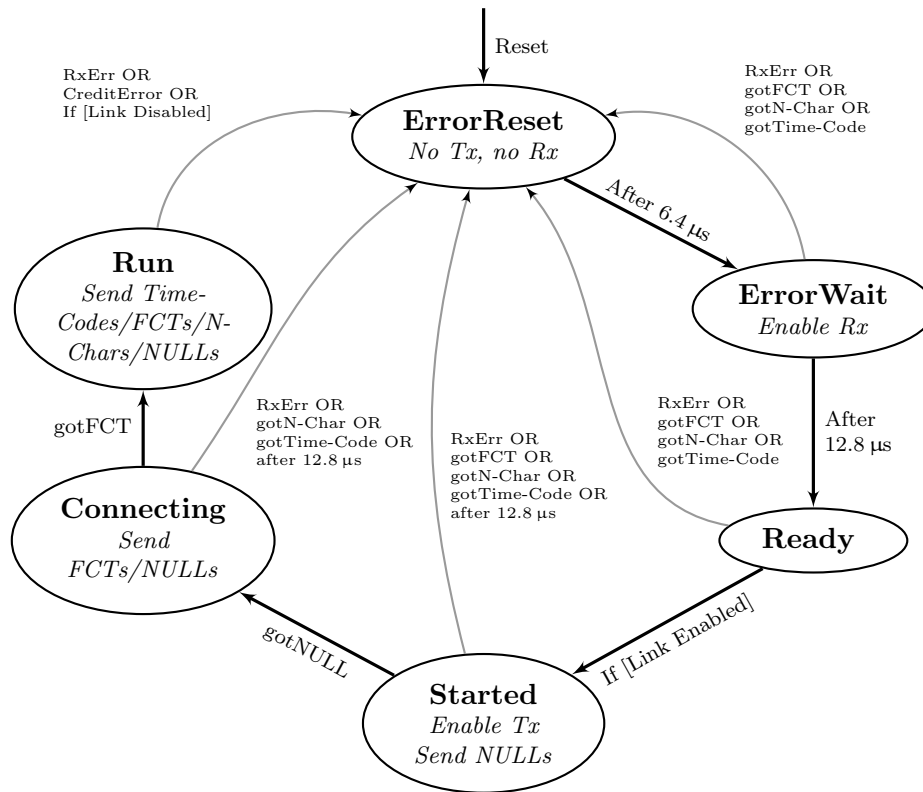 Reset
RxErr OR
CreditError OR
If [Link Disabled]
RxErr OR
gotFCT OR
gotN-Char OR
gotTime-Code
ErrorReset
No Tx, no Rx
After 6.4 µs
Run
Send Time-
Codes/FCTs/N-
Chars/NULLs
ErrorWait
Enable Rx
gotFCT
RxErr OR
gotN-Char OR
gotTime-Code OR
after 12.8 µs
RxErr OR
gotFCT OR
gotN-Char OR
gotTime-Code OR
after 12.8 µs
RxErr OR
gotFCT OR
gotN-Char OR
gotTime-Code
After
12.8 µs
Connecting
Send
FCTs/NULLs
Ready
gotNULL
If [Link Enabled]
Started
Enable Tx
Send NULLs